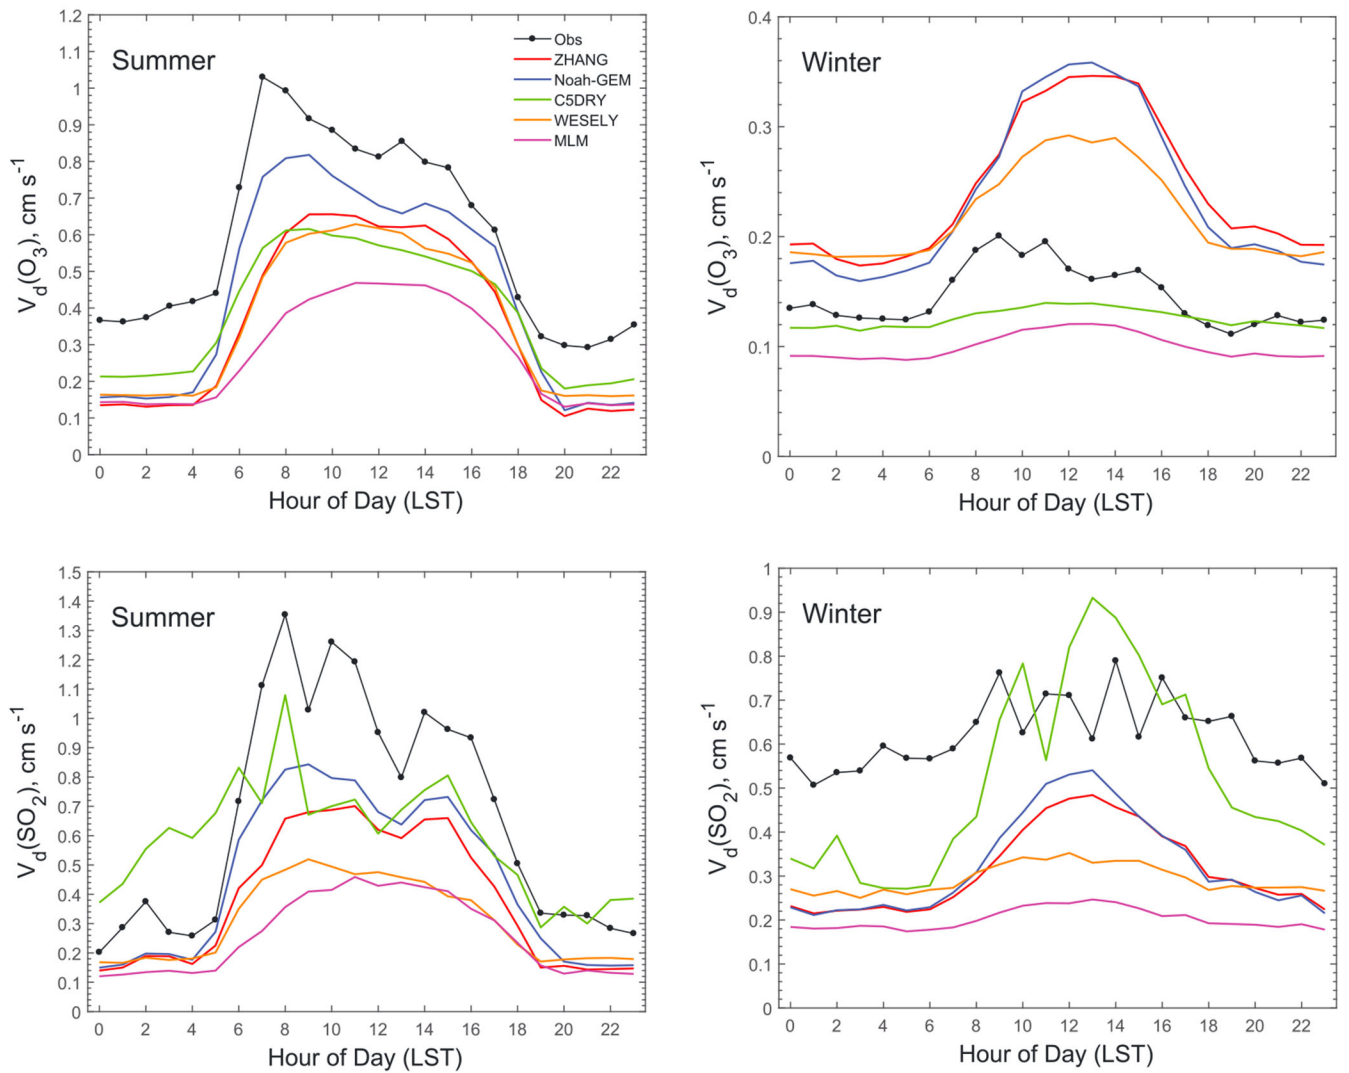 1.2
1.1
1
0.9
0.8
0.7
0.6
0.5
0.4
0.3
0.2
0.1
0
Vd(O3), cm s-1
Summer
Obs
ZHANG
Noah-GEM
C5DRY
WESELY
MLM
0 2 4 6 8 10 12 14 16 18 20 22
Hour of Day (LST)
0.4
0.3
0.2
0.1
0
Vd(O3), cm s-1
Winter
0 2 4 6 8 10 12 14 16 18 20 22
Hour of Day (LST)
1.5
1.4
1.3
1.2
1.1
1
0.9
0.8
0.7
0.6
0.5
0.4
0.3
0.2
0.1
0
Vd(SO2), cm s-1
Summer
0 2 4 6 8 10 12 14 16 18 20 22
Hour of Day (LST)
1
0.9
0.8
0.7
0.6
0.5
0.4
0.3
0.2
0.1
0
Vd(SO2), cm s-1
Winter
0 2 4 6 8 10 12 14 16 18 20 22
Hour of Day (LST)